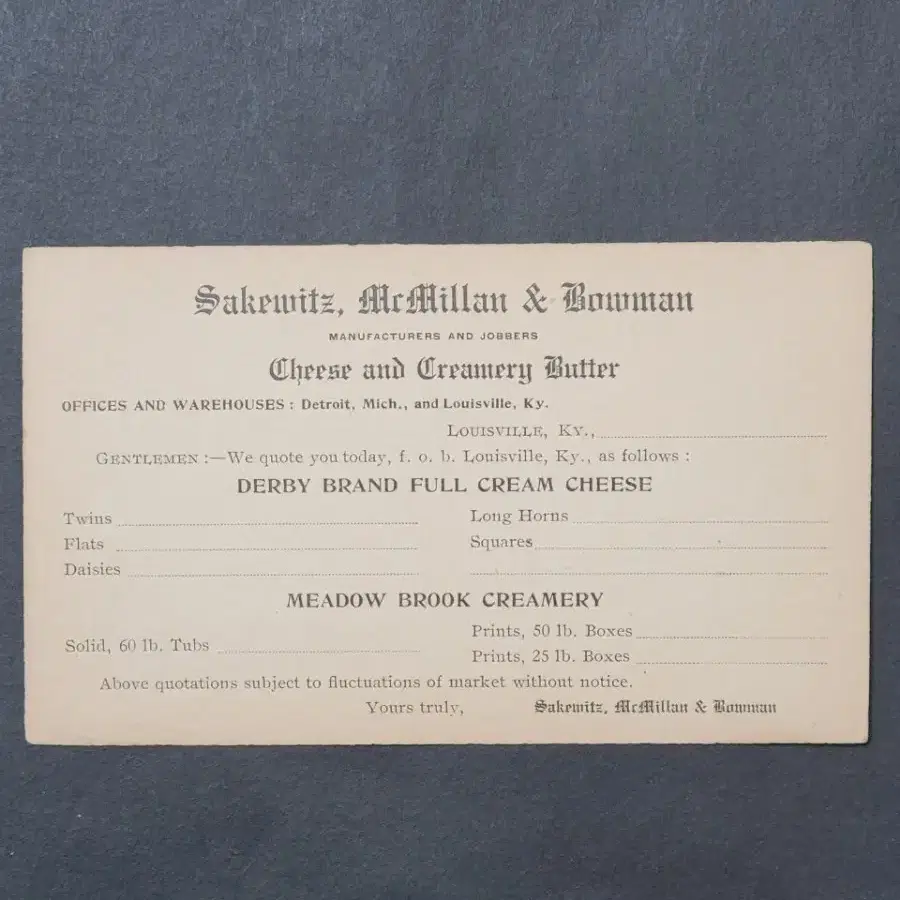 Sakewitz, McMillan & Bowman
MANUFACTURERS AND JOBBERS
Cheese and Creamery Butter
OFFICES AND WAREHOUSES : Detroit, Mich., and Louisville, Ky.
LOUISVILLE, KY.,
GENTLEMEN :—We quote you today, f. o. b. Louisville, Ky., as follows :
DERBY BRAND FULL CREAM CHEESE
Twins Long Horns
Flats Squares
Daisies
MEADOW BROOK CREAMERY
Prints, 50 lb. Boxes
Solid, 60 lb. Tubs
Prints, 25 lb. Boxes
Above quotations subject to fluctuations of market without notice.
Yours truly, Sakewitz, McMillan & Bowman